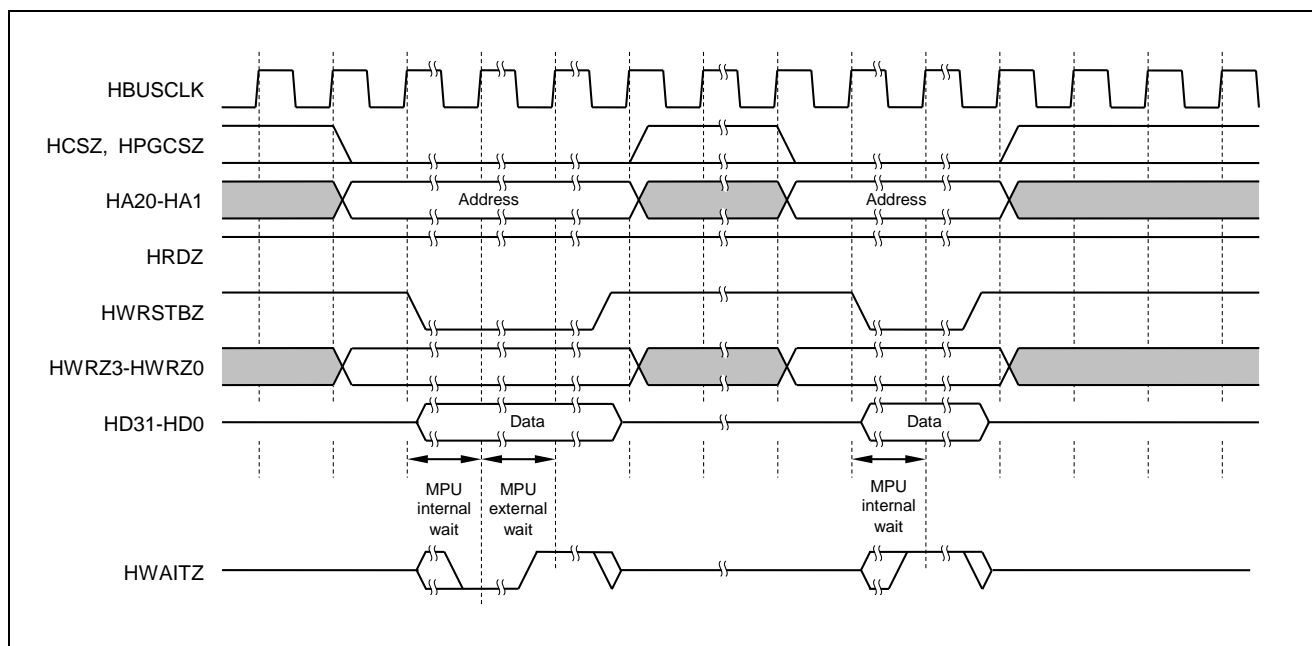 HBUSCLK
HCSZ, HPGCSZ
HA20-HA1
Address
Address
HRDZ
HWRSTBZ
HWRZ3-HWRZ0
HD31-HD0
Data
Data
MPU
internal
wait
MPU
external
wait
MPU
internal
wait
HWAITZ